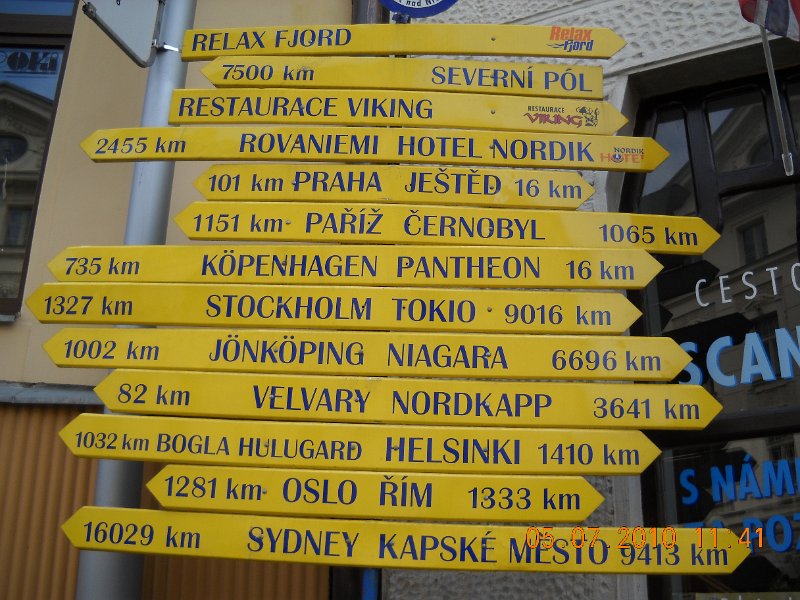 RELAX FJORD Relax fjord
7500 km SEVERNÍ PÓL
RESTAURACE VIKING RESTAURACE VIKING
2455 km ROVANIEMI HOTEL NORDIK NORDIK HOTEL
101 km PRAHA JEŠTĚD 16 km
1151 km PAŘÍŽ ČERNOBYL 1065 km
735 km KÖPENHAGEN PANTHEON 16 km
1327 km STOCKHOLM TOKIO 9016 km
1002 km JÖNKÖPING NIAGARA 6696 km
82 km VELVARY NORDKAPP 3641 km
1032 km BOGLA HULUGARD HELSINKI 1410 km
1281 km OSLO ŘÍM 1333 km
16029 km SYDNEY KAPSKÉ MĚSTO 9413 km
CESTO
SCAN
S NÁM
05.07.2010 11:41